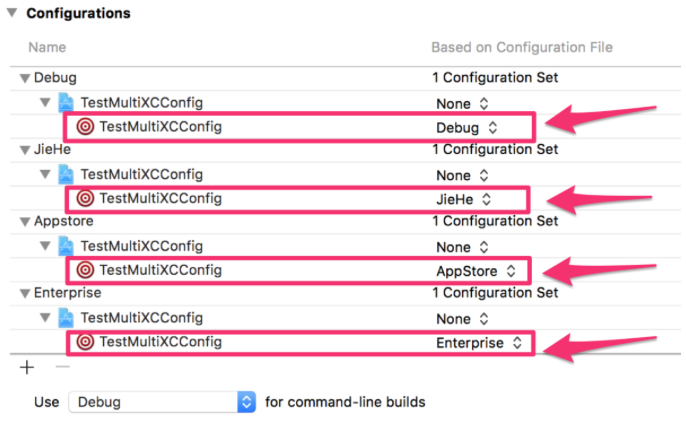 Configurations
Name Based on Configuration File
Debug 1 Configuration Set
TestMultiXCConfig None
TestMultiXCConfig Debug
JieHe 1 Configuration Set
TestMultiXCConfig None
TestMultiXCConfig JieHe
Appstore 1 Configuration Set
TestMultiXCConfig None
TestMultiXCConfig AppStore
Enterprise 1 Configuration Set
TestMultiXCConfig None
TestMultiXCConfig Enterprise
Use Debug for command-line builds